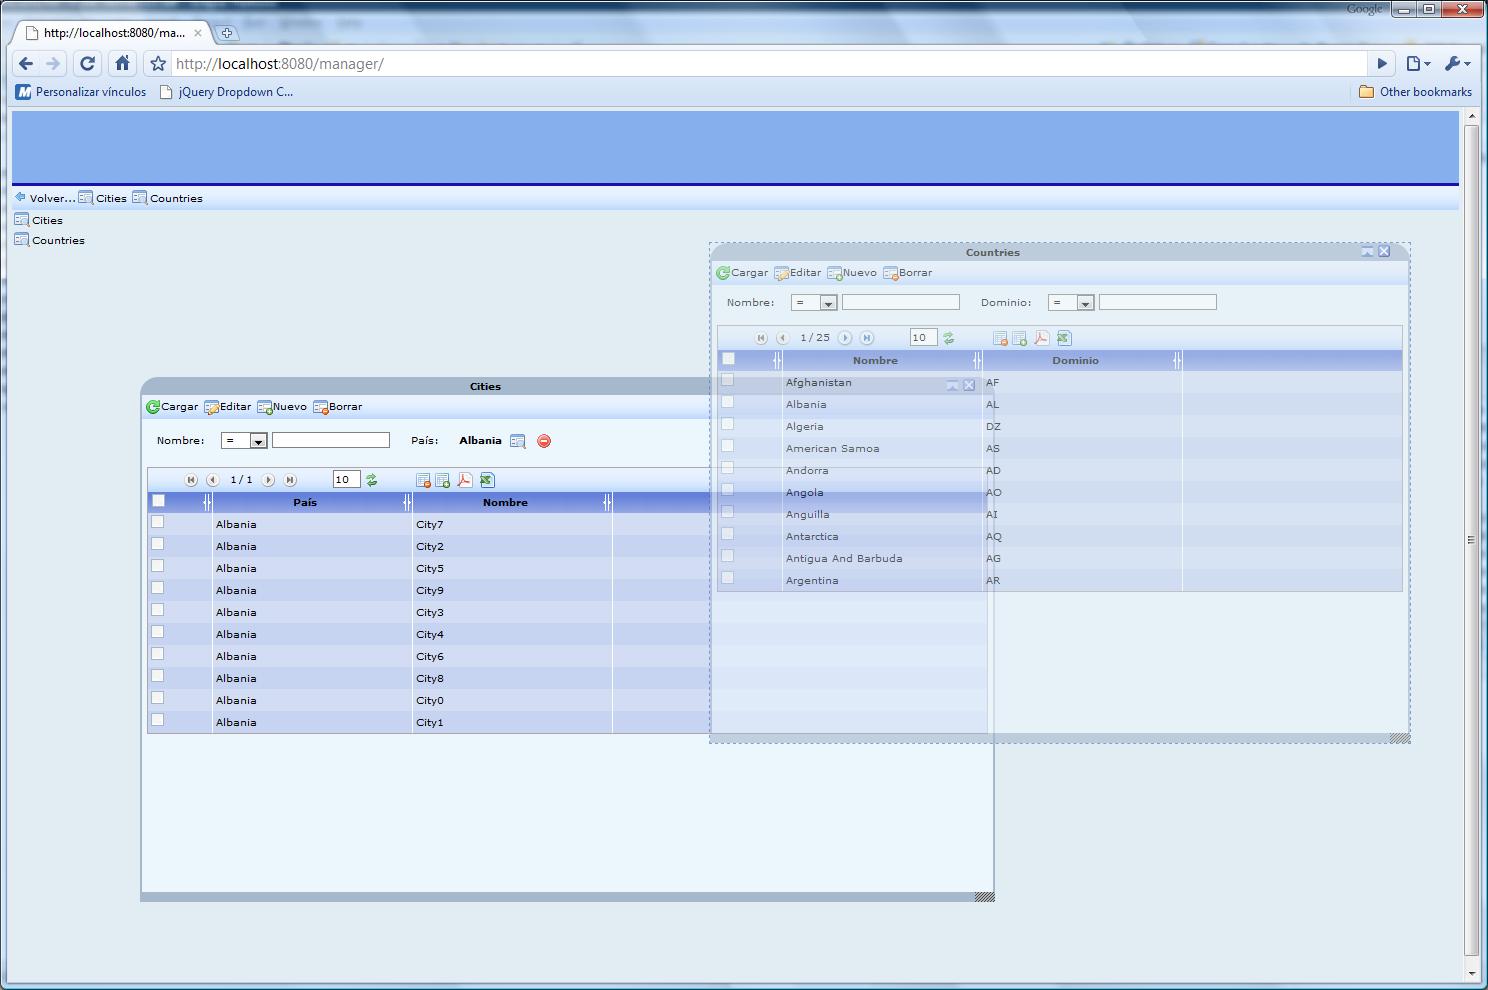 Google
http://localhost:8080/ma...
http://localhost:8080/manager/
Personalizar vínculos jQuery Dropdown C... Other bookmarks
Volver... Cities Countries
Cities
Countries
Countries
Cargar Editar Nuevo Borrar
Nombre: = Dominio: =
1 / 25 10
Nombre Dominio
Afghanistan AF
Albania AL
Algeria DZ
American Samoa AS
Andorra AD
Angola AO
Anguilla AI
Antarctica AQ
Antigua And Barbuda AG
Argentina AR
Cities
Cargar Editar Nuevo Borrar
Nombre: = País: Albania
1 / 1 10
País Nombre
Albania City7
Albania City2
Albania City5
Albania City9
Albania City3
Albania City4
Albania City6
Albania City8
Albania City0
Albania City1